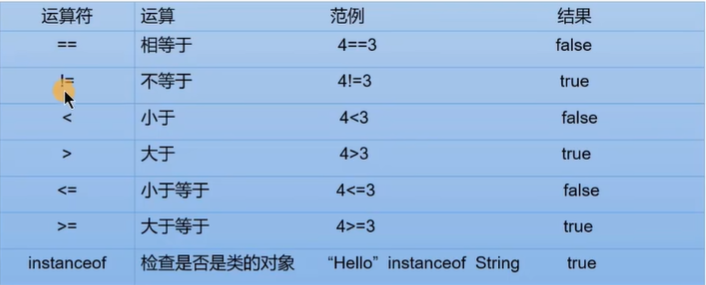 运算符 运算 范例 结果
== 相等于 4==3 false
!= 不等于 4!=3 true
< 小于 4<3 false
> 大于 4>3 true
<= 小于等于 4<=3 false
>= 大于等于 4>=3 true
instanceof 检查是否是类的对象 “Hello” instanceof String true